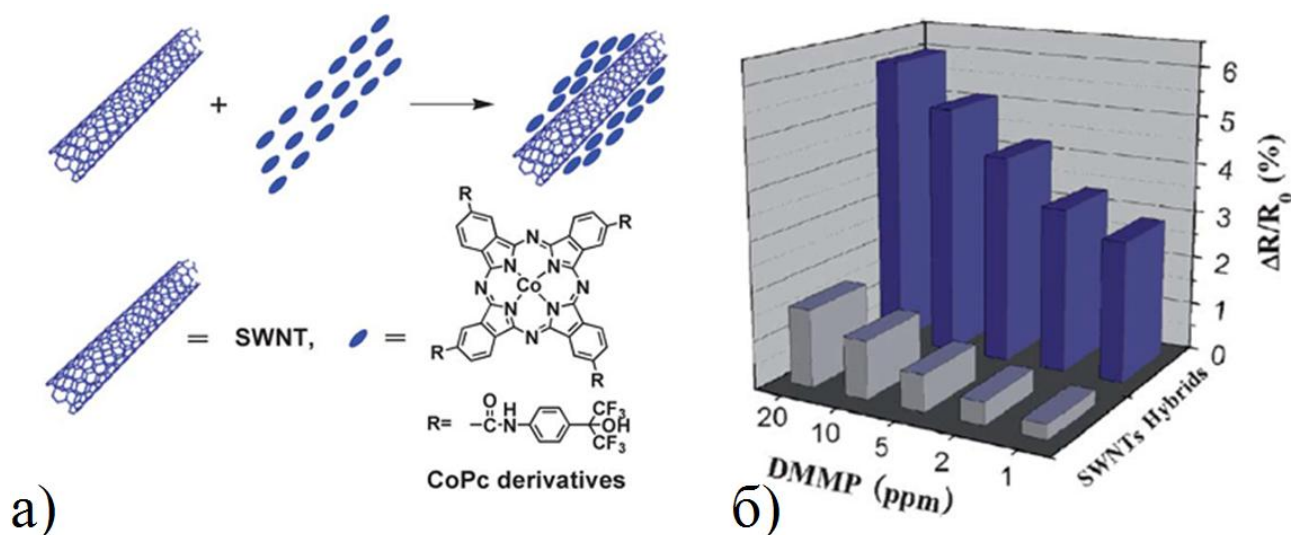 +
= SWNT, =
R
R
N
N
N
N
N
Co
N
N
N
R
R
R=
O
C
H
N
CF₃
OH
CF₃
CoPc derivatives
а)
6
5
4
3
2
1
0
ΔR/R₀ (%)
20
10
5
2
1
DMMP (ppm)
SWNTs Hybrids
б)